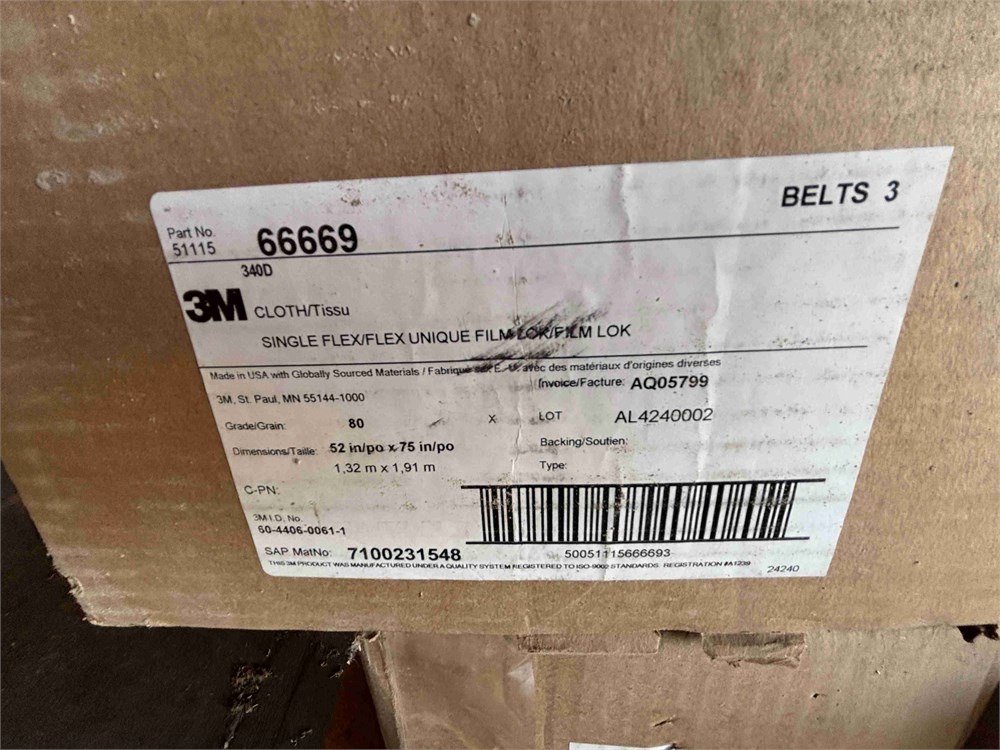 BELTS 3
Part No.
51115 66669
340D
3M CLOTH/Tissu
SINGLE FLEX/FLEX UNIQUE FILM LOK/FILM LOK
Made in USA with Globally Sourced Materials / Fabriqué aux É.-U. avec des matériaux d'origines diverses
3M, St. Paul, MN 55144-1000 Invoice/Facture: AQ05799
Grade/Grain: 80 X LOT AL4240002
Dimensions/Taille: 52 in/po x 75 in/po Backing/Soutien:
1,32 m x 1,91 m Type:
C-PN:
3M I.D. No.
60-4406-0061-1
SAP MatNo: 7100231548 50051115666693
THIS 3M PRODUCT WAS MANUFACTURED UNDER A QUALITY SYSTEM REGISTERED TO ISO-9002 STANDARDS. REGISTRATION #A1239 24240